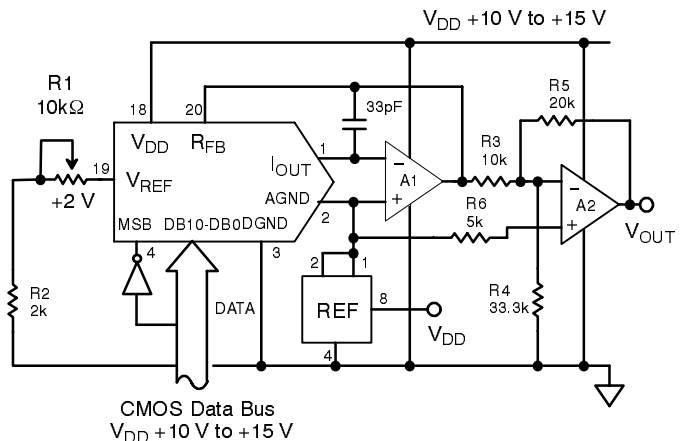 V_DD +10 V to +15 V
R1
10kΩ
18
20
33pF
R5
20k
V_DD
R_FB
1
I_OUT
R3
10k
19
V_REF
+2 V
AGND
2
−
+
A1
R6
5k
−
+
A2
V_OUT
MSB
DB10-DB0
DGND
4
3
2
1
R2
2k
DATA
REF
8
V_DD
4
R4
33.3k
CMOS Data Bus
V_DD +10 V to +15 V